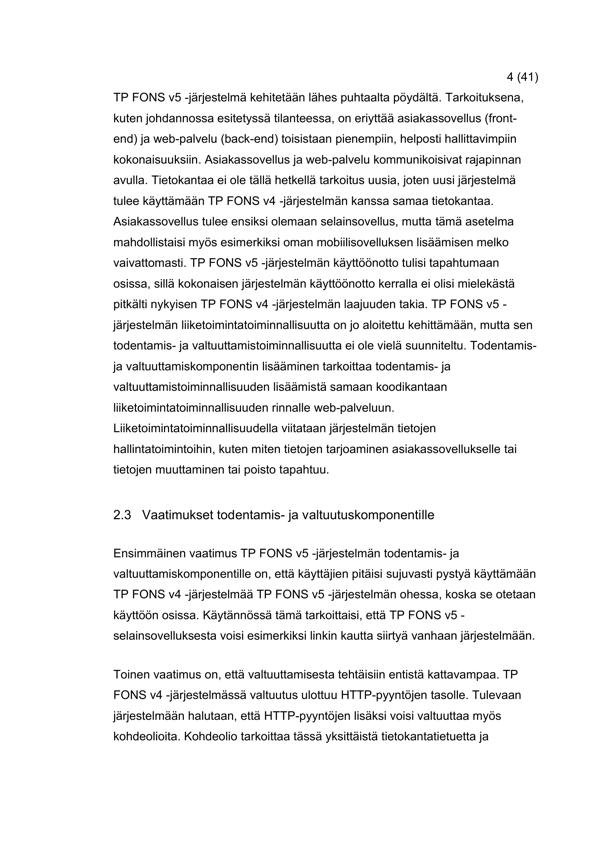 4 (41)
TP FONS v5 -järjestelmä kehitetään lähes puhtaalta pöydältä. Tarkoituksena,
kuten johdannossa esitetyssä tilanteessa, on eriyttää asiakassovellus (front-
end) ja web-palvelu (back-end) toisistaan pienempiin, helposti hallittavimpiin
kokonaisuuksiin. Asiakassovellus ja web-palvelu kommunikoisivat rajapinnan
avulla. Tietokantaa ei ole tällä hetkellä tarkoitus uusia, joten uusi järjestelmä
tulee käyttämään TP FONS v4 -järjestelmän kanssa samaa tietokantaa.
Asiakassovellus tulee ensiksi olemaan selainsovellus, mutta tämä asetelma
mahdollistaisi myös esimerkiksi oman mobiilisovelluksen lisäämisen melko
vaivattomasti. TP FONS v5 -järjestelmän käyttöönotto tulisi tapahtumaan
osissa, sillä kokonaisen järjestelmän käyttöönotto kerralla ei olisi mielekästä
pitkälti nykyisen TP FONS v4 -järjestelmän laajuuden takia. TP FONS v5 -
järjestelmän liiketoimintatoiminnallisuutta on jo aloitettu kehittämään, mutta sen
todentamis- ja valtuuttamistoiminnallisuutta ei ole vielä suunniteltu. Todentamis-
ja valtuuttamiskomponentin lisääminen tarkoittaa todentamis- ja
valtuuttamistoiminnallisuuden lisäämistä samaan koodikantaan
liiketoimintatoiminnallisuuden rinnalle web-palveluun.
Liiketoimintatoiminnallisuudella viitataan järjestelmän tietojen
hallintatoimintoihin, kuten miten tietojen tarjoaminen asiakassovellukselle tai
tietojen muuttaminen tai poisto tapahtuu.
2.3 Vaatimukset todentamis- ja valtuutuskomponentille
Ensimmäinen vaatimus TP FONS v5 -järjestelmän todentamis- ja
valtuuttamiskomponentille on, että käyttäjien pitäisi sujuvasti pystyä käyttämään
TP FONS v4 -järjestelmää TP FONS v5 -järjestelmän ohessa, koska se otetaan
käyttöön osissa. Käytännössä tämä tarkoittaisi, että TP FONS v5 -
selainsovelluksesta voisi esimerkiksi linkin kautta siirtyä vanhaan järjestelmään.
Toinen vaatimus on, että valtuuttamisesta tehtäisiin entistä kattavampaa. TP
FONS v4 -järjestelmässä valtuutus ulottuu HTTP-pyyntöjen tasolle. Tulevaan
järjestelmään halutaan, että HTTP-pyyntöjen lisäksi voisi valtuuttaa myös
kohdeolioita. Kohdeolio tarkoittaa tässä yksittäistä tietokantatietuetta ja